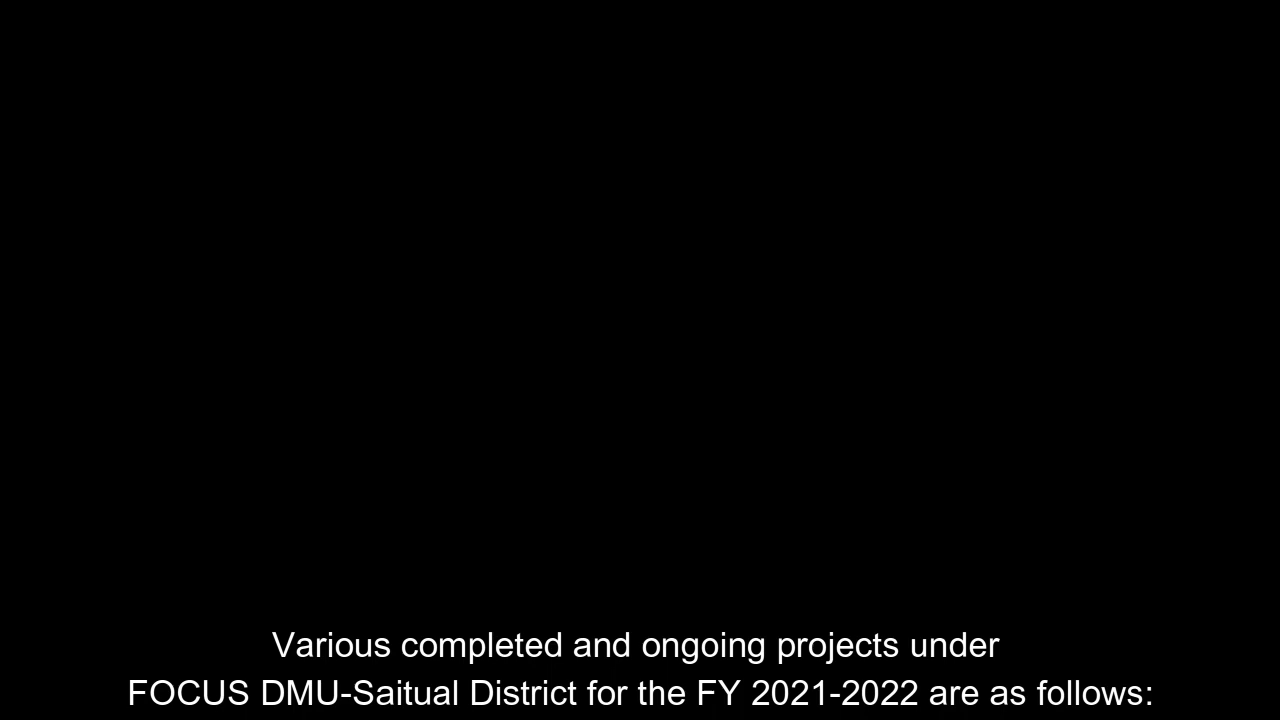 Various completed and ongoing projects under
FOCUS DMU-Saitual District for the FY 2021-2022 are as follows: